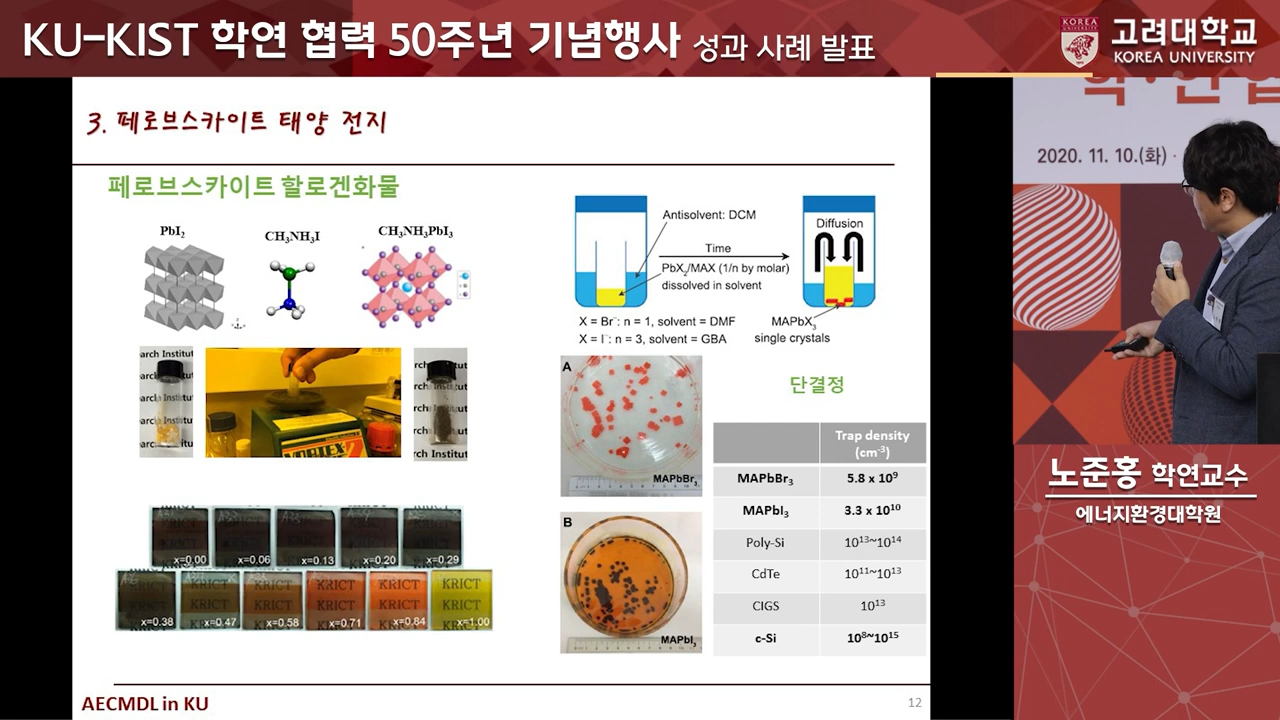 KU-KIST 학연 협력 50주년 기념행사 성과 사례 발표
KOREA UNIVERSITY
고려대학교
KOREA UNIVERSITY
2020. 11. 10.(화)
3. 페로브스카이트 태양 전지
페로브스카이트 할로겐화물
PbI₂
CH₃NH₃I
CH₃NH₃PbI₃
arch Institut
VORTEX
KRICT
x=0.00
x=0.06
x=0.13
x=0.20
x=0.29
x=0.38
x=0.47
x=0.58
x=0.71
x=0.84
x=1.00
Antisolvent: DCM
Time
PbX₂/MAX (1/n by molar)
dissolved in solvent
Diffusion
X = Br⁻: n = 1, solvent = DMF
X = I⁻: n = 3, solvent = GBA
MAPbX₃
single crystals
A
MAPbBr₃
B
MAPbI₃
단결정
Trap density
(cm⁻³)
MAPbBr₃ 5.8 x 10⁹
MAPbI₃ 3.3 x 10¹⁰
Poly-Si 10¹³~10¹⁴
CdTe 10¹¹~10¹³
CIGS 10¹³
c-Si 10⁸~10¹⁵
AECMDL in KU
12
노준홍 학연교수
에너지환경대학원